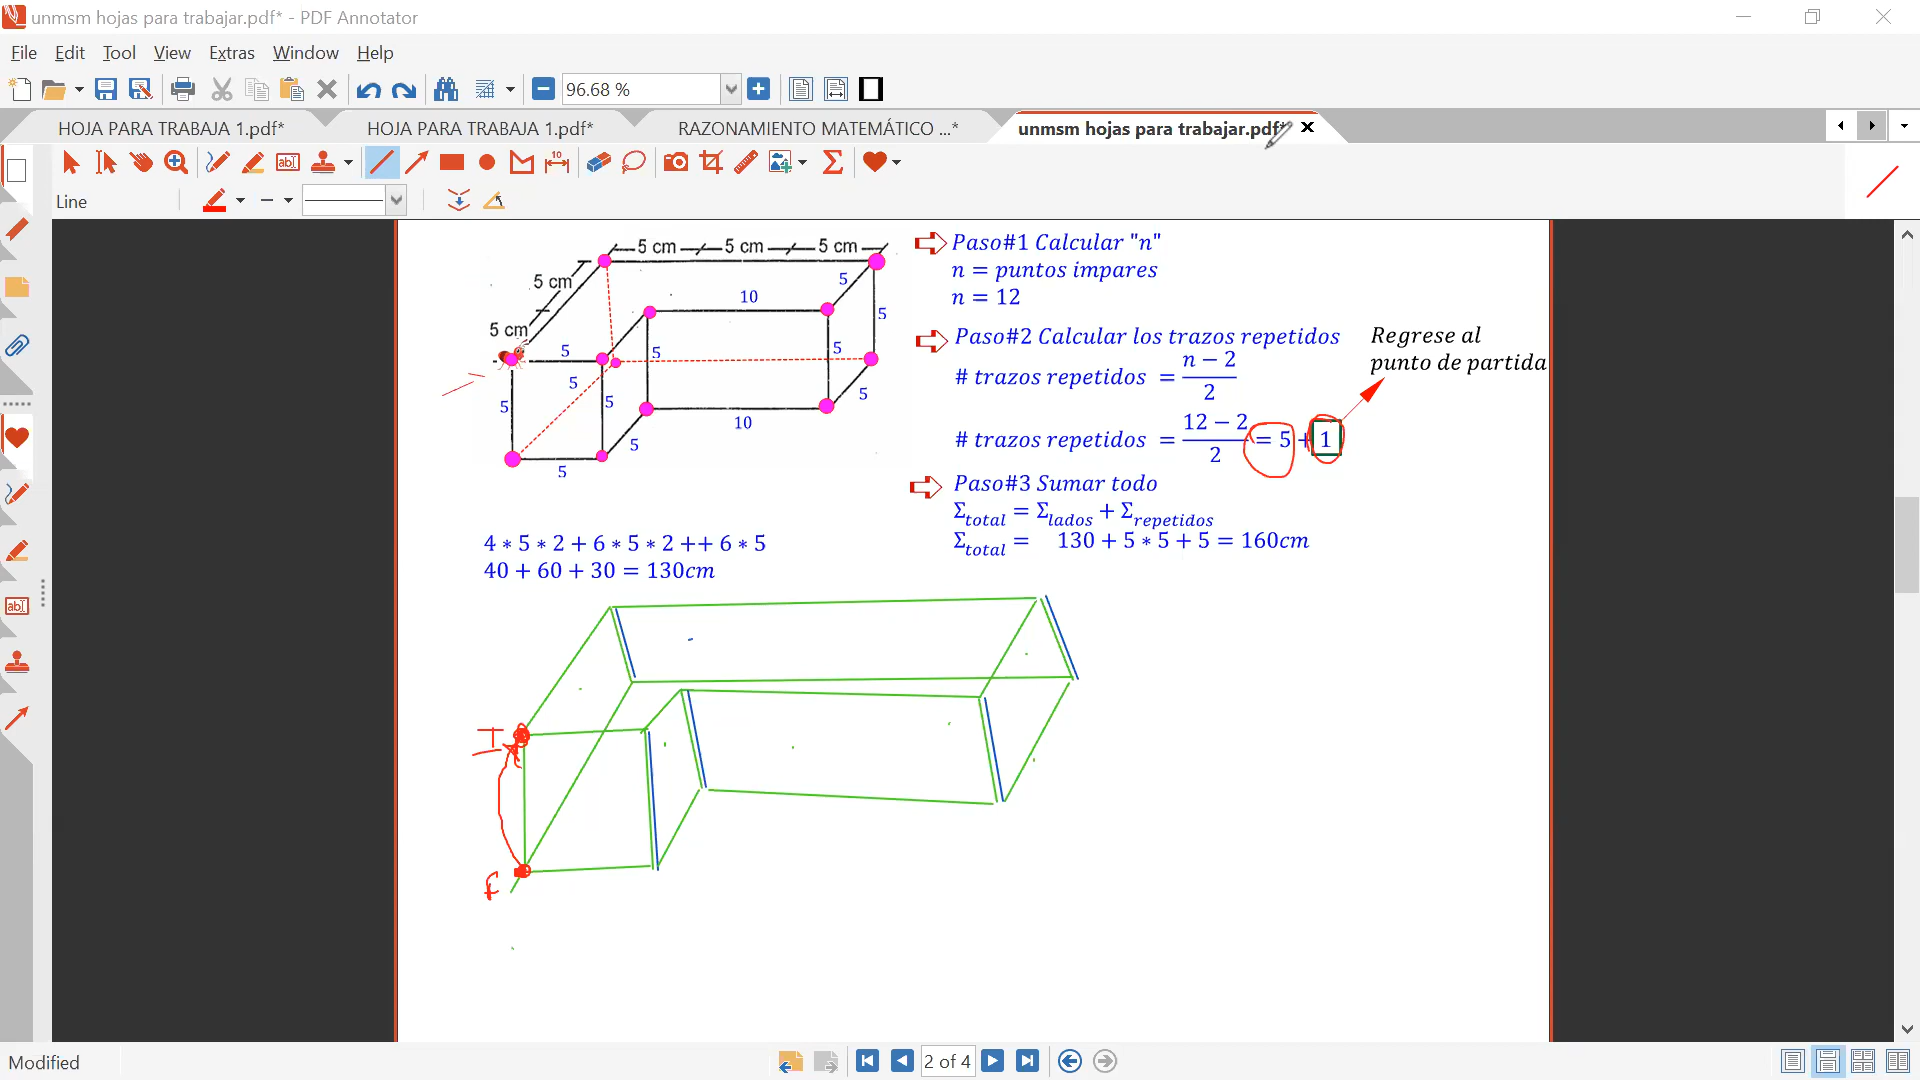 unmsm hojas para trabajar.pdf* - PDF Annotator
File Edit Tool View Extras Window Help
96.68 %
HOJA PARA TRABAJA 1.pdf* HOJA PARA TRABAJA 1.pdf* RAZONAMIENTO MATEMÁTICO ...* unmsm hojas para trabajar.pdf*
Line
5 cm 5 cm 5 cm
5 cm
5 cm
5
5
5
5
5
5
10
10
5
5
5
5
5
5
Paso#1 Calcular "n"
n = puntos impares
n = 12
Paso#2 Calcular los trazos repetidos
# trazos repetidos = n − 2 / 2
# trazos repetidos = 12 − 2 / 2 = 5 + 1
Regrese al
punto de partida
Paso#3 Sumar todo
Σtotal = Σlados + Σrepetidos
Σtotal = 130 + 5 ∗ 5 + 5 = 160cm
4 ∗ 5 ∗ 2 + 6 ∗ 5 ∗ 2 ++ 6 ∗ 5
40 + 60 + 30 = 130cm
I
f
Modified
2 of 4